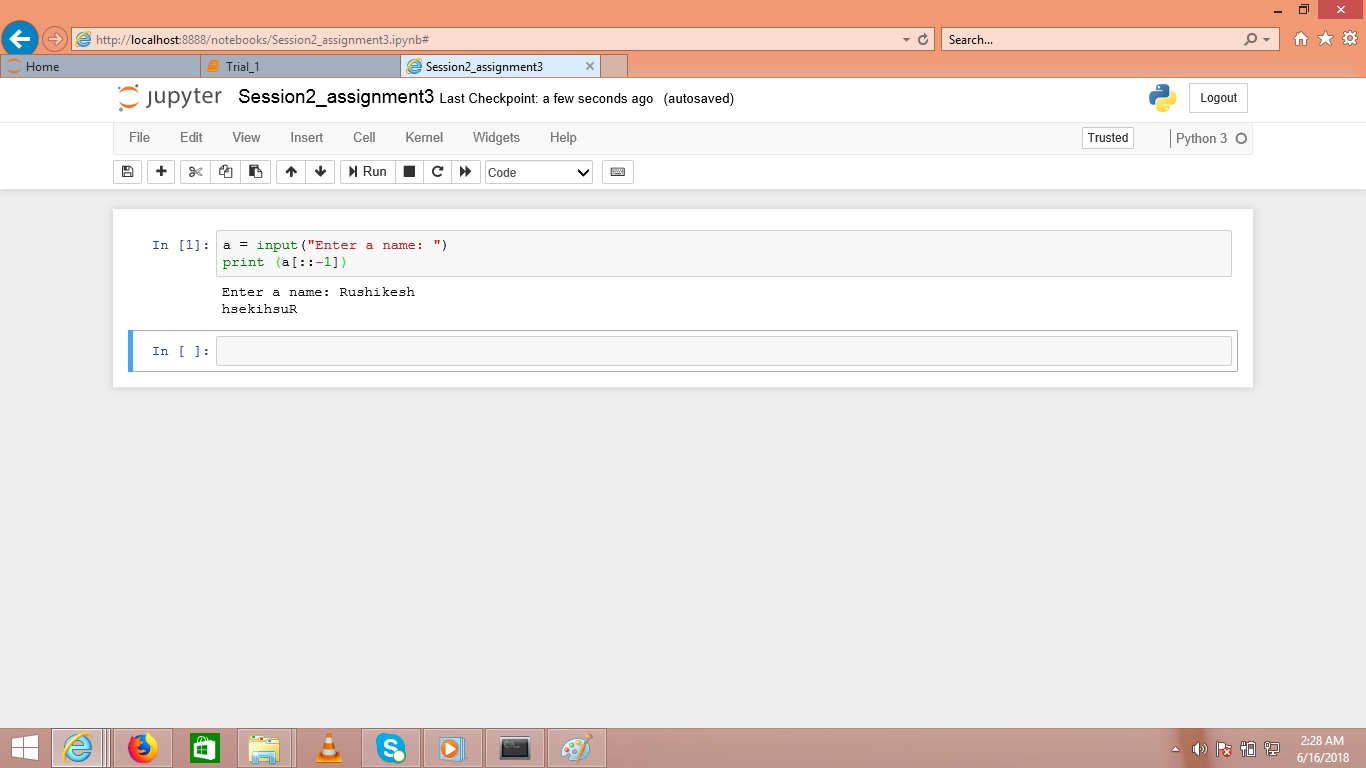 http://localhost:8888/notebooks/Session2_assignment3.ipynb#
Search...
Home
Trial_1
Session2_assignment3
jupyter
Session2_assignment3
Last Checkpoint: a few seconds ago
(autosaved)
Logout
File
Edit
View
Insert
Cell
Kernel
Widgets
Help
Trusted
Python 3
Run
Code
In [1]:
a = input("Enter a name: ")
print (a[::-1])
Enter a name: Rushikesh
hsekihsuR
In [ ]:
2:28 AM
6/16/2018